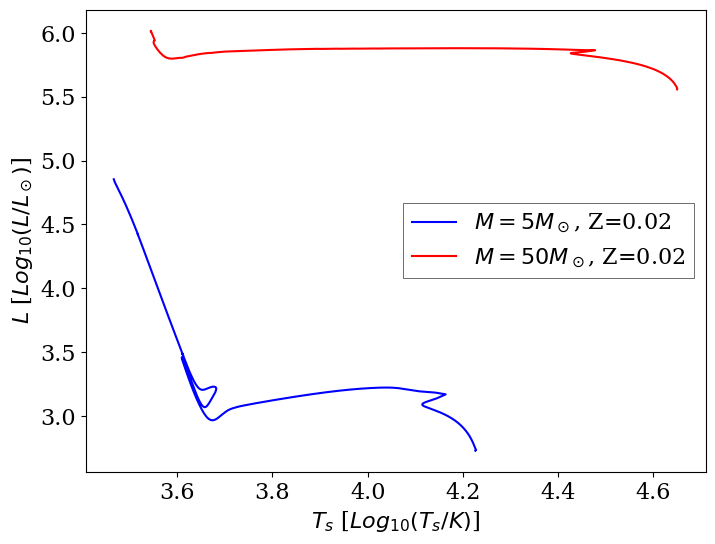 6.0
5.5
5.0
4.5
4.0
3.5
3.0
L [Log₁₀(L/L⊙)]
M = 5M⊙, Z=0.02
M = 50M⊙, Z=0.02
3.6 3.8 4.0 4.2 4.4 4.6
Tₛ [Log₁₀(Tₛ/K)]